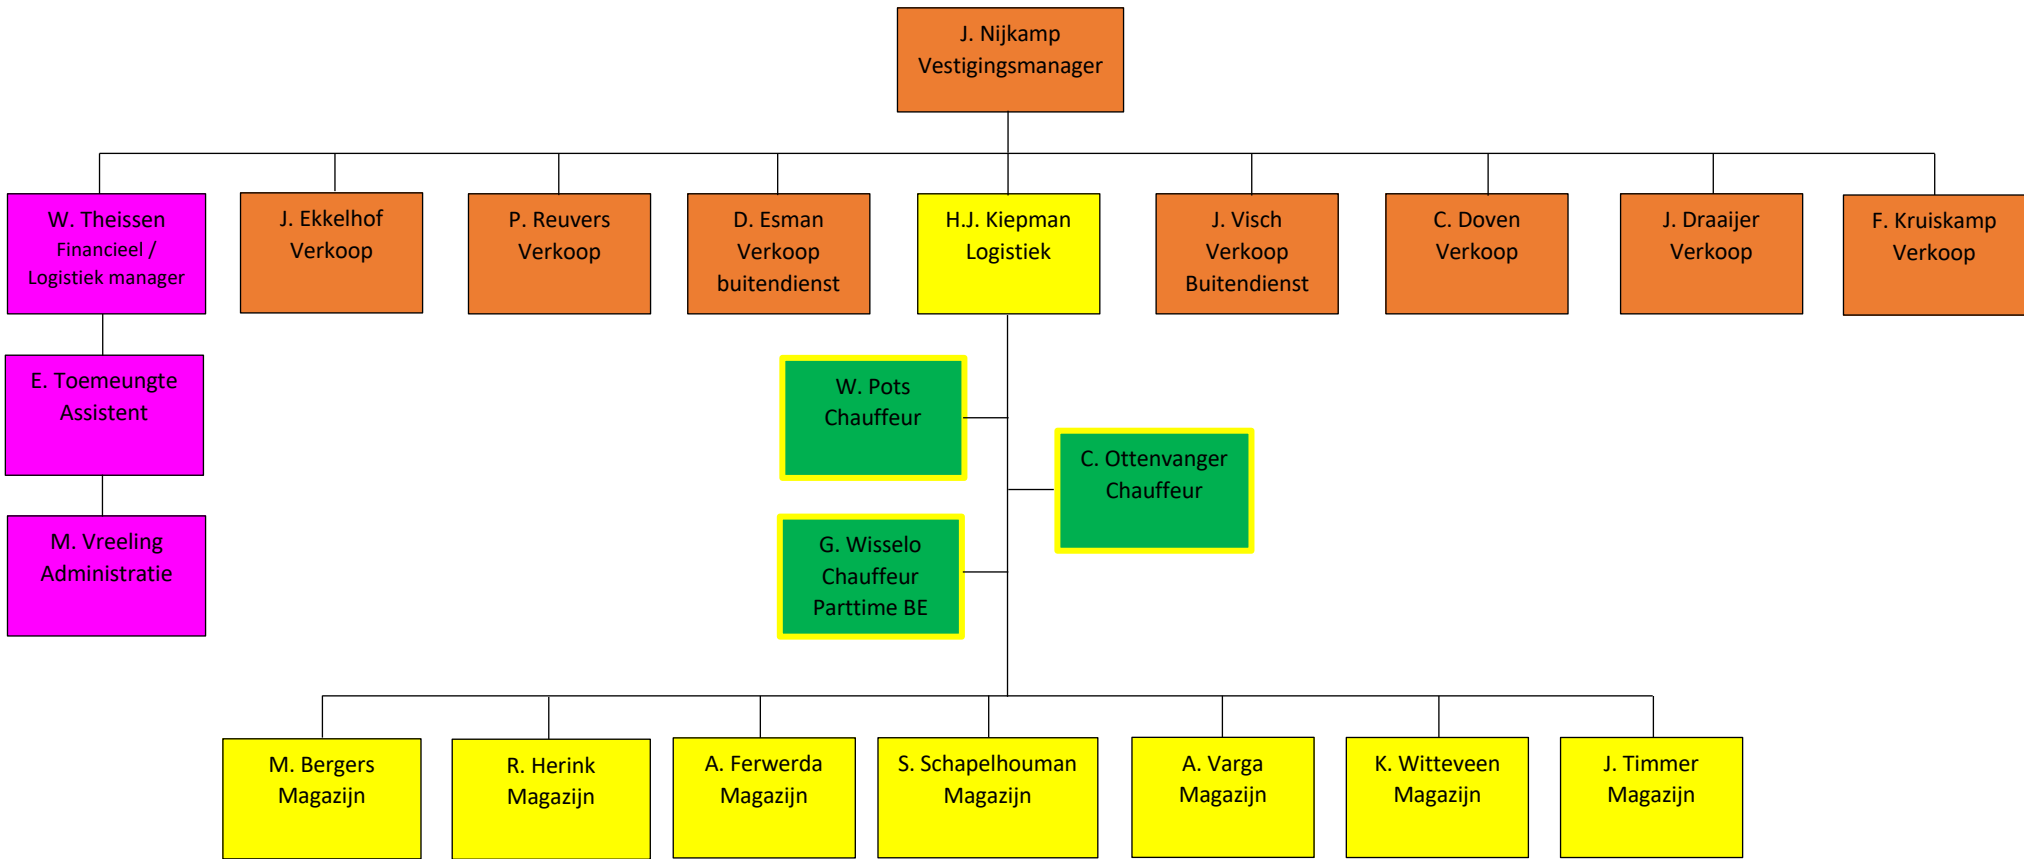 J. Nijkamp
Vestigingsmanager
W. Theissen
Financieel /
Logistiek manager
J. Ekkelhof
Verkoop
P. Reuvers
Verkoop
D. Esman
Verkoop
buitendienst
H.J. Kiepman
Logistiek
J. Visch
Verkoop
Buitendienst
C. Doven
Verkoop
J. Draaijer
Verkoop
F. Kruiskamp
Verkoop
E. Toemeungte
Assistent
W. Pots
Chauffeur
C. Ottenvanger
Chauffeur
M. Vreeling
Administratie
G. Wisselo
Chauffeur
Parttime BE
M. Bergers
Magazijn
R. Herink
Magazijn
A. Ferwerda
Magazijn
S. Schapelhouman
Magazijn
A. Varga
Magazijn
K. Witteveen
Magazijn
J. Timmer
Magazijn